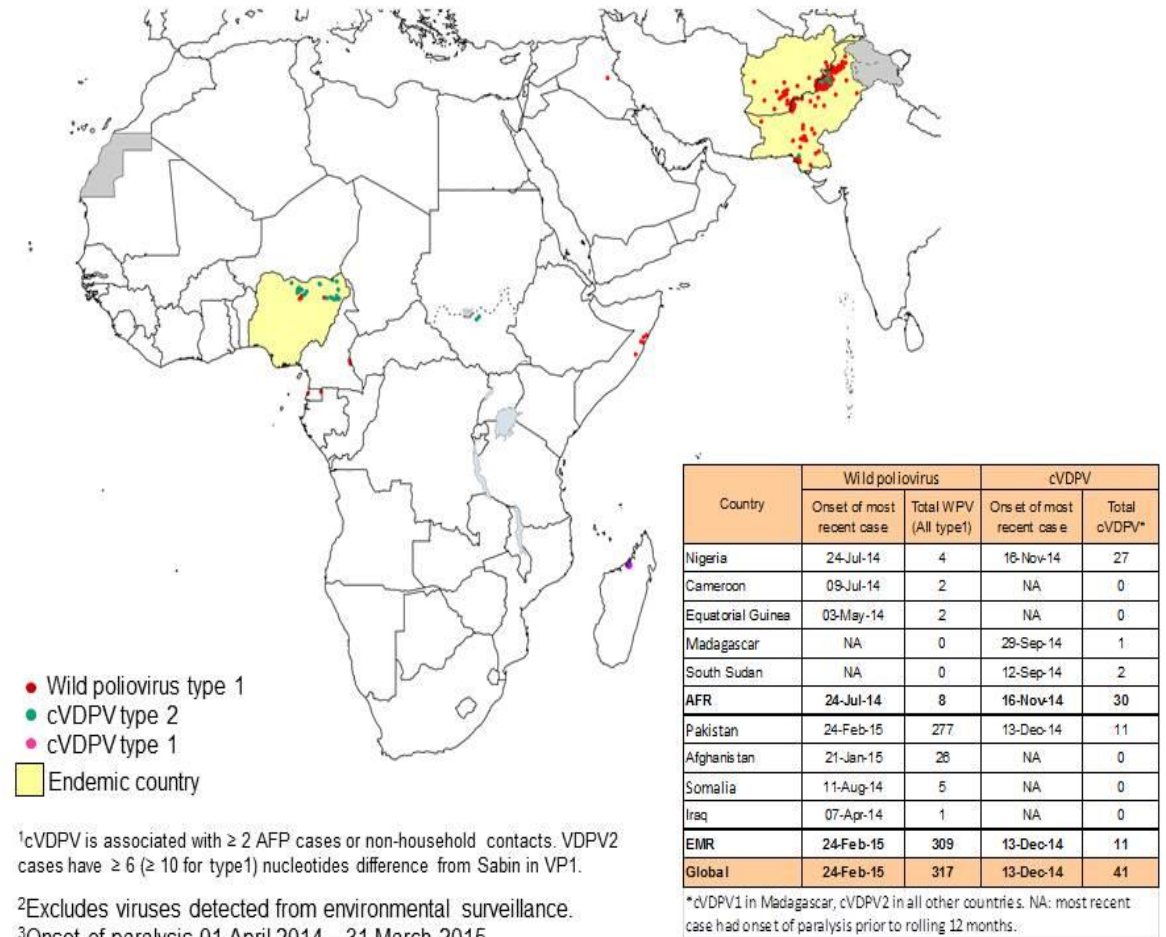 Wild poliovirus type 1
cVDPV type 2
cVDPV type 1
Endemic country
¹cVDPV is associated with ≥ 2 AFP cases or non-household contacts. VDPV2
cases have ≥ 6 (≥ 10 for type1) nucleotides difference from Sabin in VP1.
²Excludes viruses detected from environmental surveillance.
³Onset of paralysis 01 April 2014 – 31 March 2015
Country Wild poliovirus cVDPV
Onset of most recent case Total WPV (All type1) Onset of most recent case Total cVDPV*
Nigeria 24-Jul-14 4 16-Nov-14 27
Cameroon 09-Jul-14 2 NA 0
Equatorial Guinea 03-May-14 2 NA 0
Madagascar NA 0 29-Sep-14 1
South Sudan NA 0 12-Sep-14 2
AFR 24-Jul-14 8 16-Nov-14 30
Pakistan 24-Feb-15 277 13-Dec-14 11
Afghanistan 21-Jan-15 26 NA 0
Somalia 11-Aug-14 5 NA 0
Iraq 07-Apr-14 1 NA 0
EMR 24-Feb-15 309 13-Dec-14 11
Global 24-Feb-15 317 13-Dec-14 41
*cVDPV1 in Madagascar, cVDPV2 in all other countries. NA: most recent
case had onset of paralysis prior to rolling 12 months.